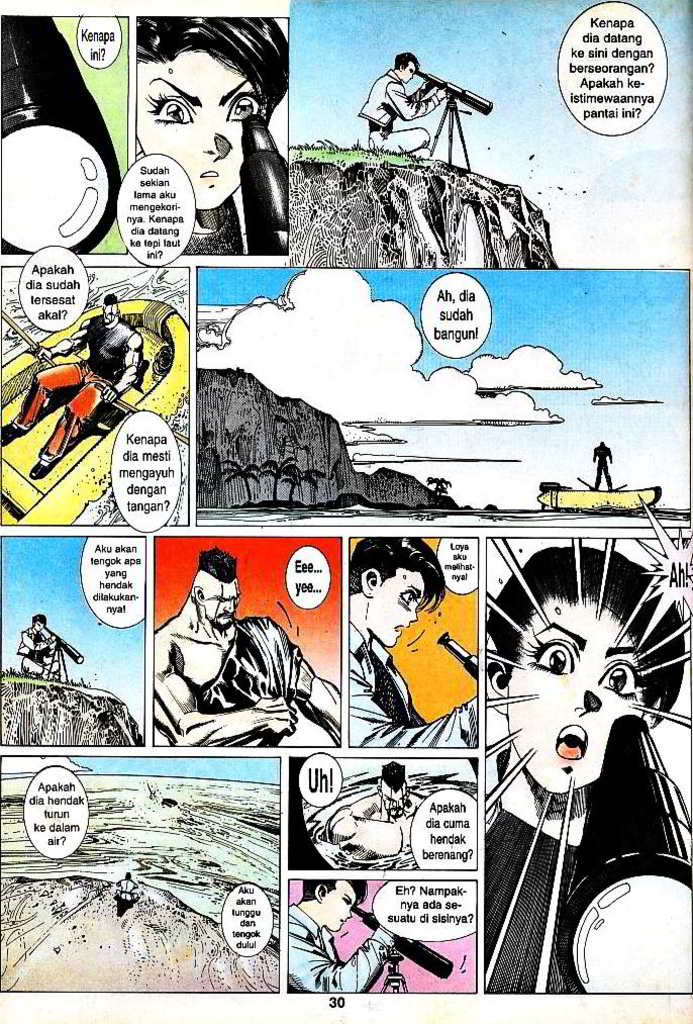 Kenapa
ini?
Sudah
sekian
lama aku
mengekori-
nya. Kenapa
dia datang
ke tepi laut
ini?
Kenapa
dia datang
ke sini dengan
berseorangan?
Apakah ke-
istimewaannya
pantai ini?
Apakah
dia sudah
tersesat
akal?
Kenapa
dia mesti
mengayuh
dengan
tangan?
Ah, dia
sudah
bangun!
Aku akan
tengok apa
yang
hendak
dilakukan-
nya!
Eee...
yee...
Loya
aku
melihat-
nya!
Ah!
Apakah
dia hendak
turun
ke dalam
air?
Aku
akan
tunggu
dan
tengok
dulu!
Uh!
Apakah
dia cuma
hendak
berenang?
Eh? Nampak-
nya ada se-
suatu di sisinya?
30